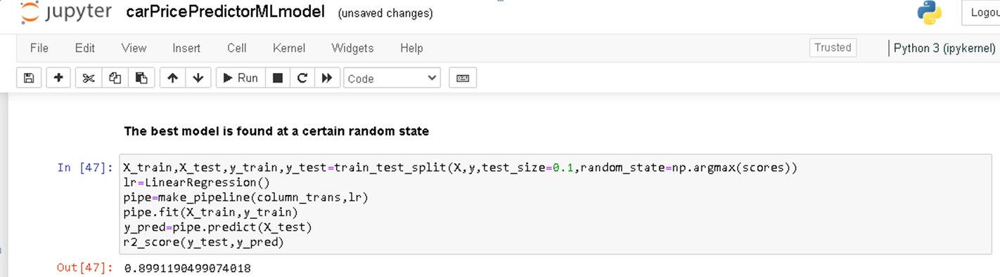 jupyter carPricePredictorMLmodel (unsaved changes)
File Edit View Insert Cell Kernel Widgets Help Trusted Python 3 (ipykernel)
Run Code
The best model is found at a certain random state
In [47]: X_train,X_test,y_train,y_test=train_test_split(X,y,test_size=0.1,random_state=np.argmax(scores))
lr=LinearRegression()
pipe=make_pipeline(column_trans,lr)
pipe.fit(X_train,y_train)
y_pred=pipe.predict(X_test)
r2_score(y_test,y_pred)
Out[47]: 0.8991190499074018